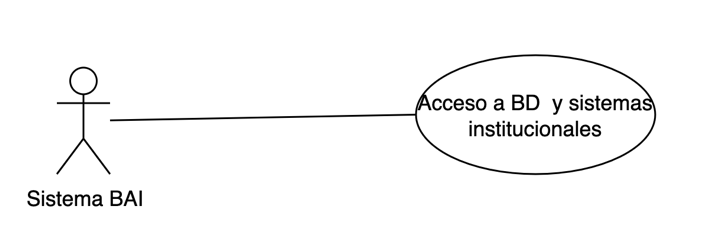 Acceso a BD y sistemas
institucionales
Sistema BAI